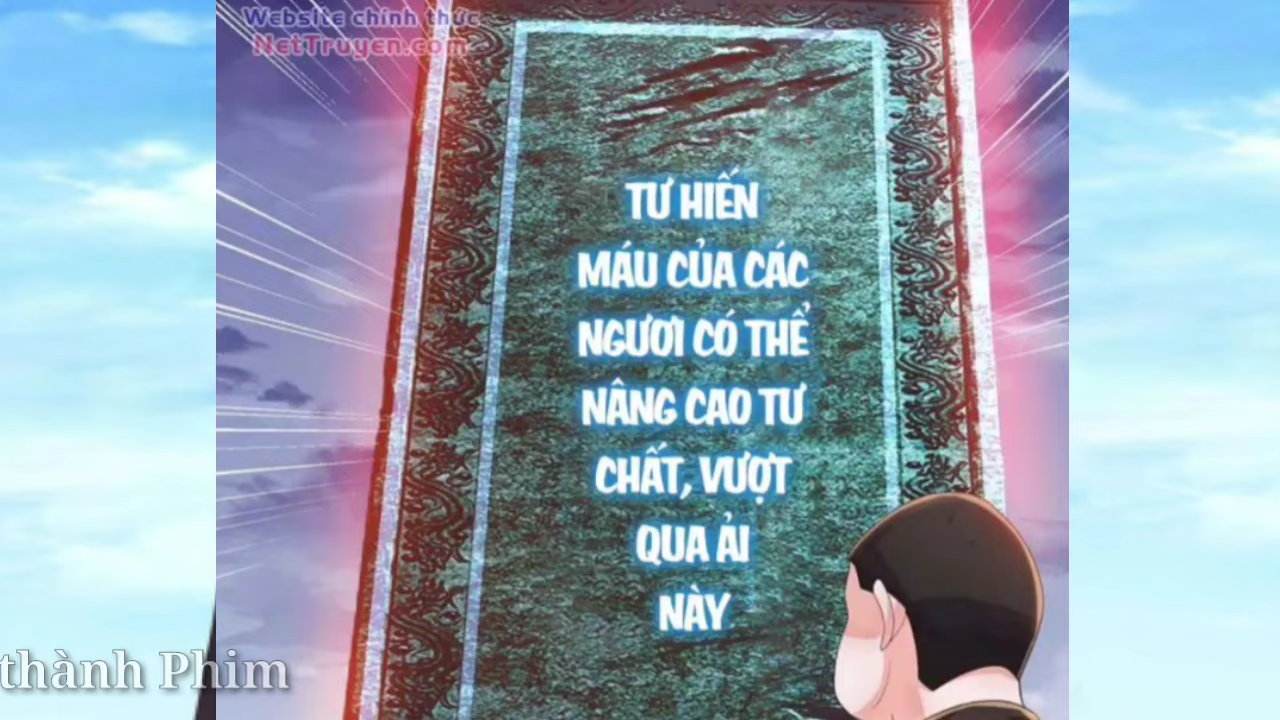 Website chính thức
NetTruyen.com
TƯ HIẾN
MÁU CỦA CÁC
NGƯƠI CÓ THỂ
NÂNG CAO TƯ
CHẤT, VƯỢT
QUA ẢI
NÀY
thành Phim